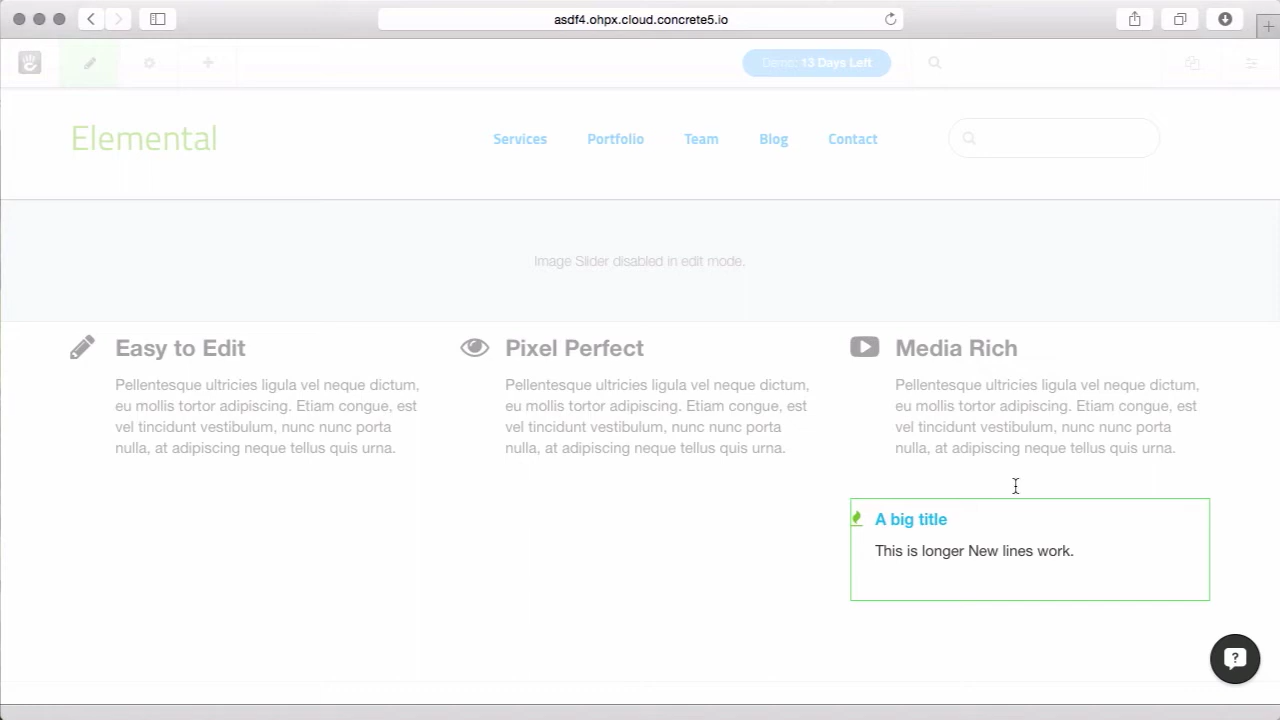 asdf4.ohpx.cloud.concrete5.io
Demo: 13 Days Left
Elemental
Services
Portfolio
Team
Blog
Contact
Image Slider disabled in edit mode.
Easy to Edit
Pellentesque ultricies ligula vel neque dictum,
eu mollis tortor adipiscing. Etiam congue, est
vel tincidunt vestibulum, nunc nunc porta
nulla, at adipiscing neque tellus quis urna.
Pixel Perfect
Pellentesque ultricies ligula vel neque dictum,
eu mollis tortor adipiscing. Etiam congue, est
vel tincidunt vestibulum, nunc nunc porta
nulla, at adipiscing neque tellus quis urna.
Media Rich
Pellentesque ultricies ligula vel neque dictum,
eu mollis tortor adipiscing. Etiam congue, est
vel tincidunt vestibulum, nunc nunc porta
nulla, at adipiscing neque tellus quis urna.
A big title
This is longer New lines work.